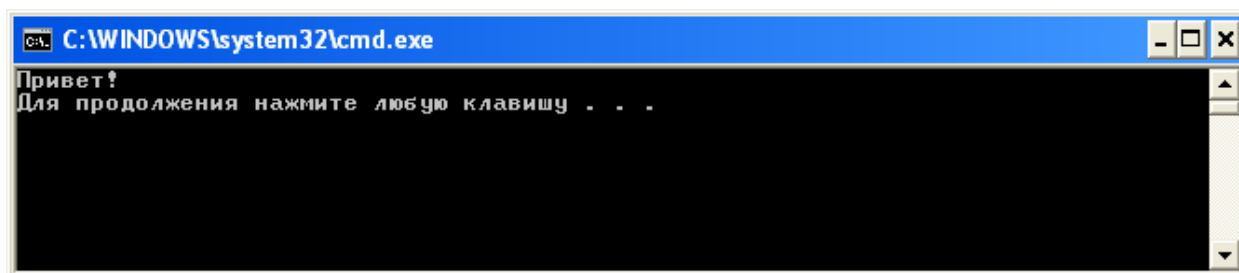 C:\WINDOWS\system32\cmd.exe
Привет!
Для продолжения нажмите любую клавишу . . .